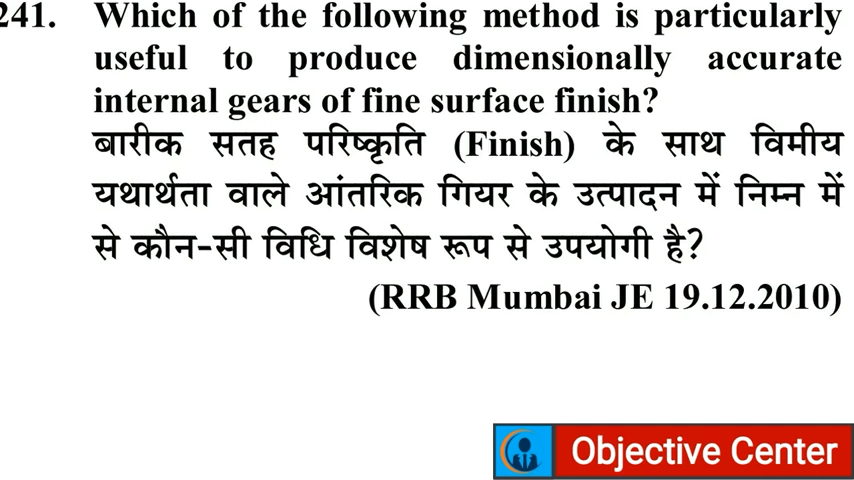 241. Which of the following method is particularly
useful to produce dimensionally accurate
internal gears of fine surface finish?
बारीक सतह परिष्कृति (Finish) के साथ विमीय
यथार्थता वाले आंतरिक गियर के उत्पादन में निम्न में
से कौन-सी विधि विशेष रूप से उपयोगी है?
(RRB Mumbai JE 19.12.2010)
Objective Center